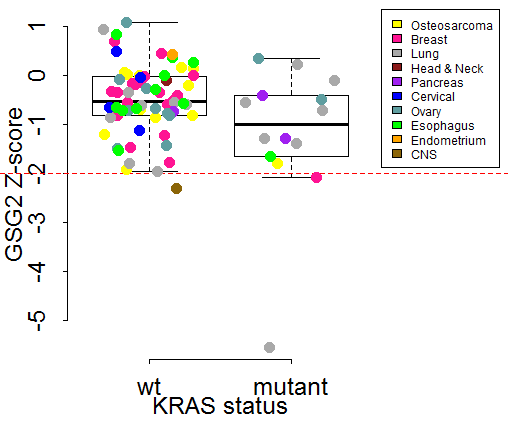 GSG2 Z-score
1
0
-1
-2
-3
-4
-5
Osteosarcoma
Breast
Lung
Head & Neck
Pancreas
Cervical
Ovary
Esophagus
Endometrium
CNS
wt mutant
KRAS status